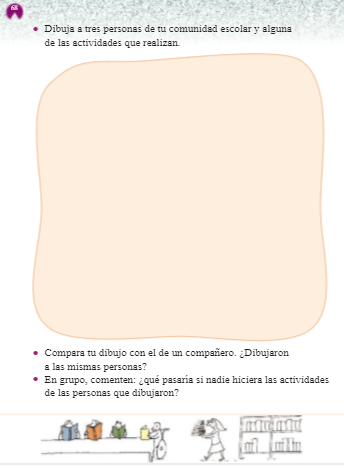 68
• Dibuja a tres personas de tu comunidad escolar y alguna
de las actividades que realizan.
• Compara tu dibujo con el de un compañero. ¿Dibujaron
a las mismas personas?
• En grupo, comenten: ¿qué pasaría si nadie hiciera las actividades
de las personas que dibujaron?